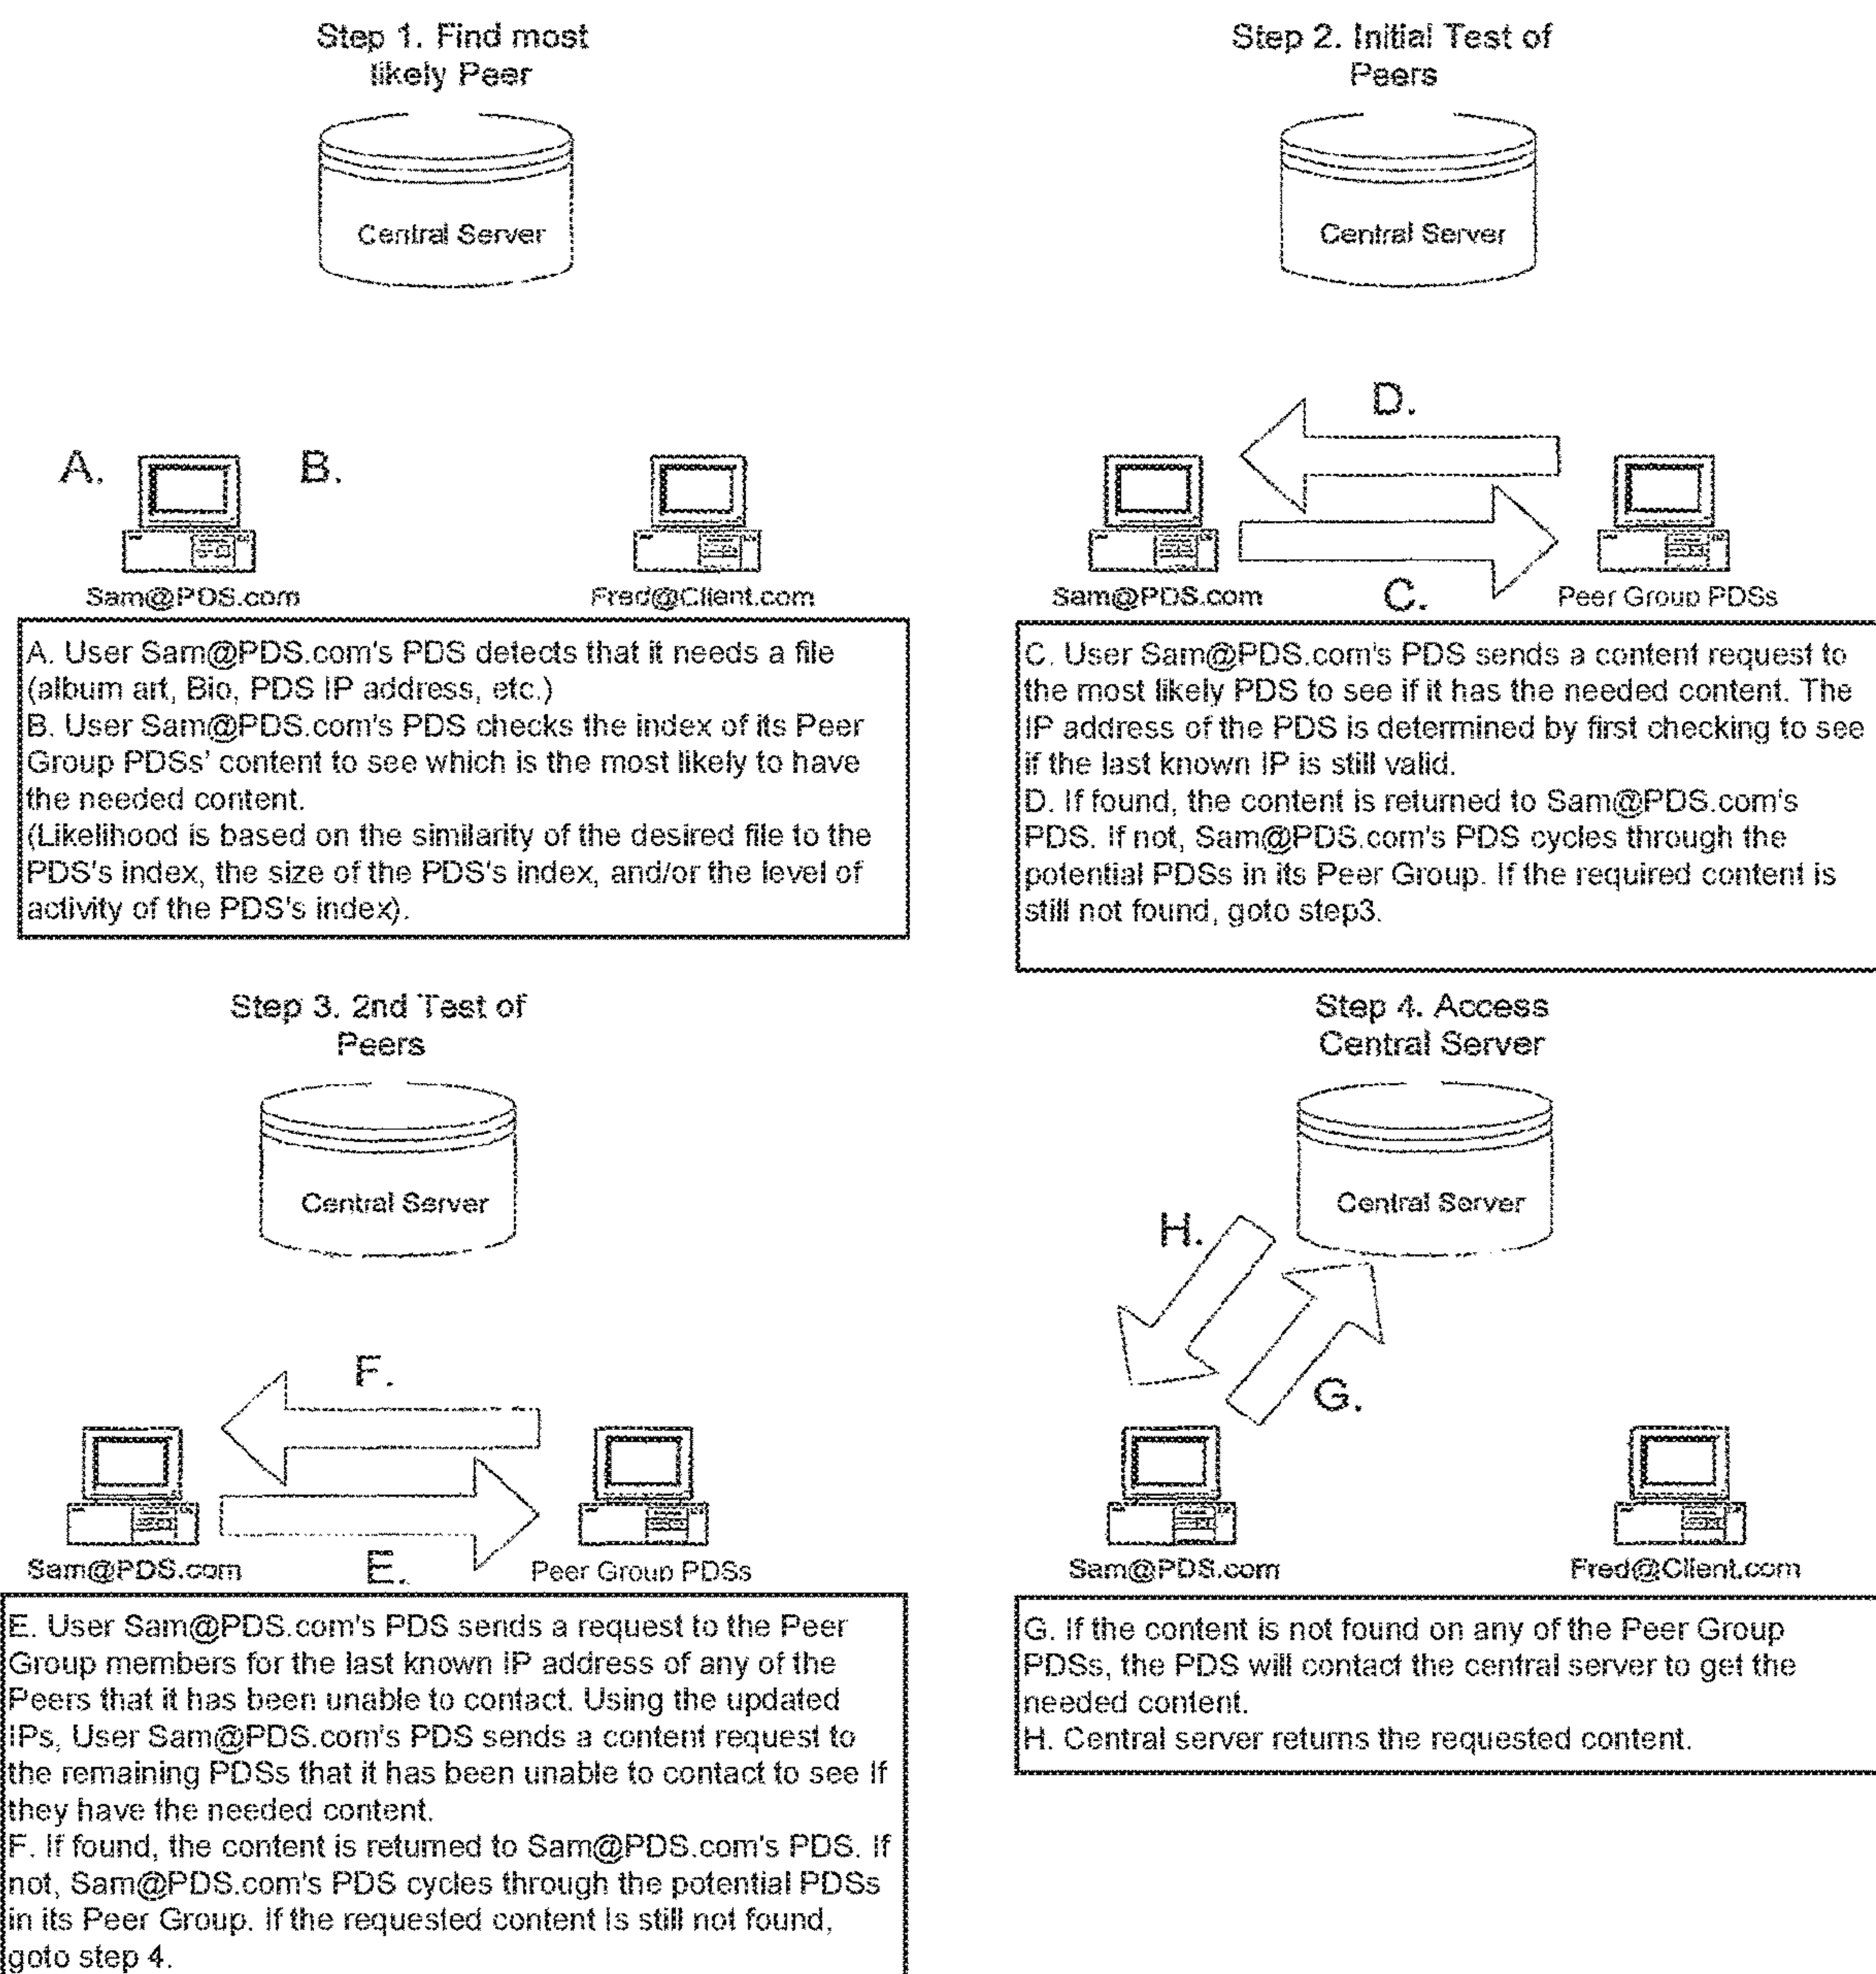 Step 1. Find most
likely Peer
Central Server
A.
B.
Sam@PDS.com
Fred@Client.com
A. User Sam@PDS.com's PDS detects that it needs a file
(album art, Bio, PDS IP address, etc.)
B. User Sam@PDS.com's PDS checks the index of its Peer
Group PDSs' content to see which is the most likely to have
the needed content.
(Likelihood is based on the similarity of the desired file to the
PDS's index, the size of the PDS's index, and/or the level of
activity of the PDS's index).
Step 2. Initial Test of
Peers
Central Server
D.
Sam@PDS.com
C.
Peer Group PDSs
C. User Sam@PDS.com's PDS sends a content request to
the most likely PDS to see if it has the needed content. The
IP address of the PDS is determined by first checking to see
if the last known IP is still valid.
D. If found, the content is returned to Sam@PDS.com's
PDS. If not, Sam@PDS.com's PDS cycles through the
potential PDSs in its Peer Group. If the required content is
still not found, goto step3.
Step 3. 2nd Test of
Peers
Central Server
F.
Sam@PDS.com
E.
Peer Group PDSs
E. User Sam@PDS.com's PDS sends a request to the Peer
Group members for the last known IP address of any of the
Peers that it has been unable to contact. Using the updated
IPs, User Sam@PDS.com's PDS sends a content request to
the remaining PDSs that it has been unable to contact to see if
they have the needed content.
F. If found, the content is returned to Sam@PDS.com's PDS. If
not, Sam@PDS.com's PDS cycles through the potential PDSs
in its Peer Group. If the requested content is still not found,
goto step 4.
Step 4. Access
Central Server
Central Server
H.
G.
Sam@PDS.com
Fred@Client.com
G. If the content is not found on any of the Peer Group
PDSs, the PDS will contact the central server to get the
needed content.
H. Central server returns the requested content.